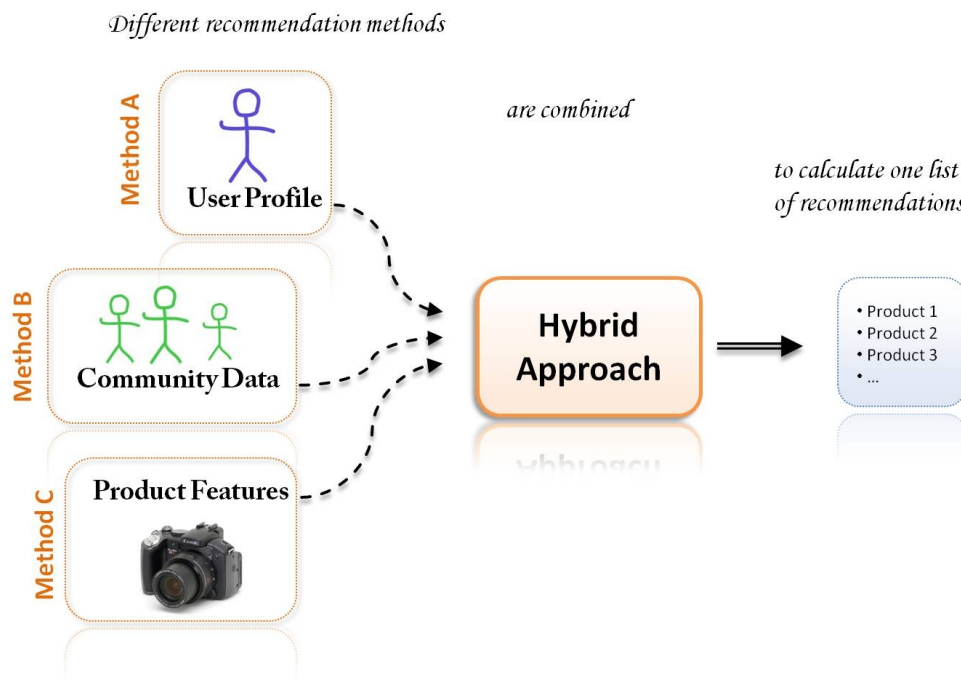 Different recommendation methods
are combined
to calculate one list
of recommendations
Method A
User Profile
Method B
Community Data
Method C
Product Features
Hybrid
Approach
• Product 1
• Product 2
• Product 3
• ...